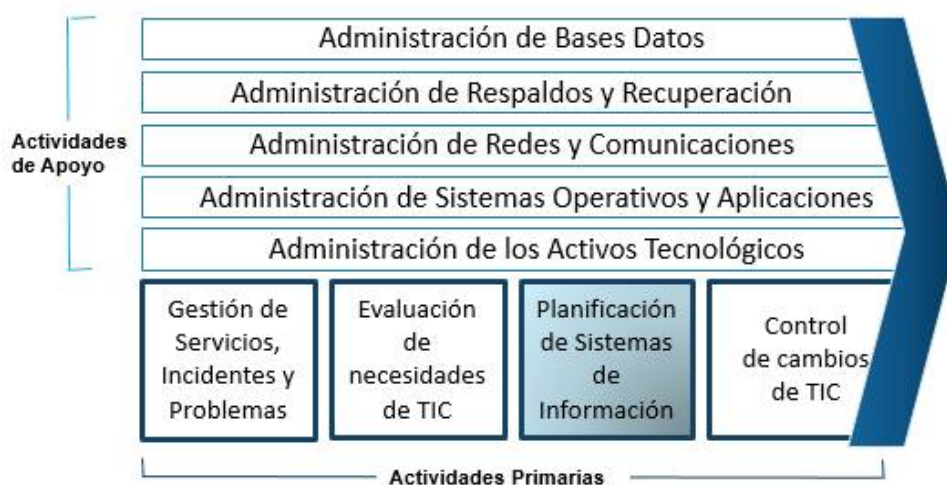 Administración de Bases Datos
Administración de Respaldos y Recuperación
Actividades
de Apoyo
Administración de Redes y Comunicaciones
Administración de Sistemas Operativos y Aplicaciones
Administración de los Activos Tecnológicos
Gestión de
Servicios,
Incidentes y
Problemas
Evaluación
de
necesidades
de TIC
Planificación
de Sistemas
de
Información
Control
de cambios
de TIC
Actividades Primarias